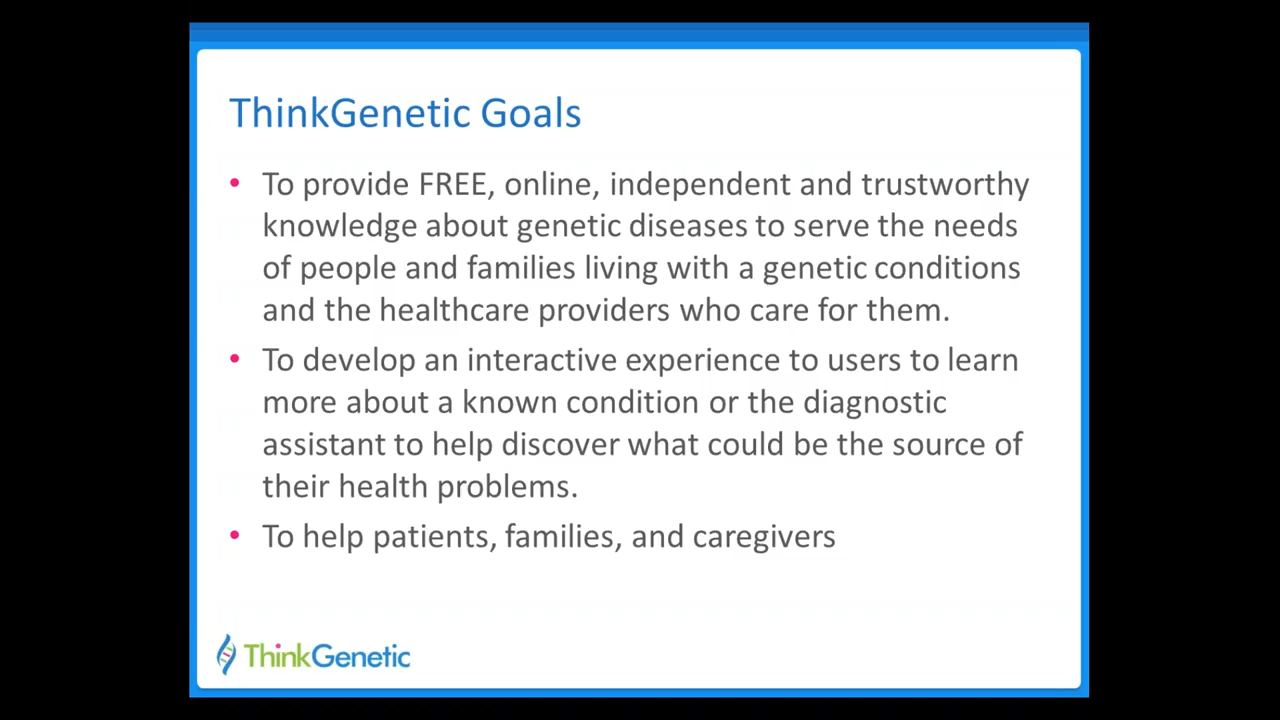 ThinkGenetic Goals
• To provide FREE, online, independent and trustworthy
knowledge about genetic diseases to serve the needs
of people and families living with a genetic conditions
and the healthcare providers who care for them.
• To develop an interactive experience to users to learn
more about a known condition or the diagnostic
assistant to help discover what could be the source of
their health problems.
• To help patients, families, and caregivers
ThinkGenetic